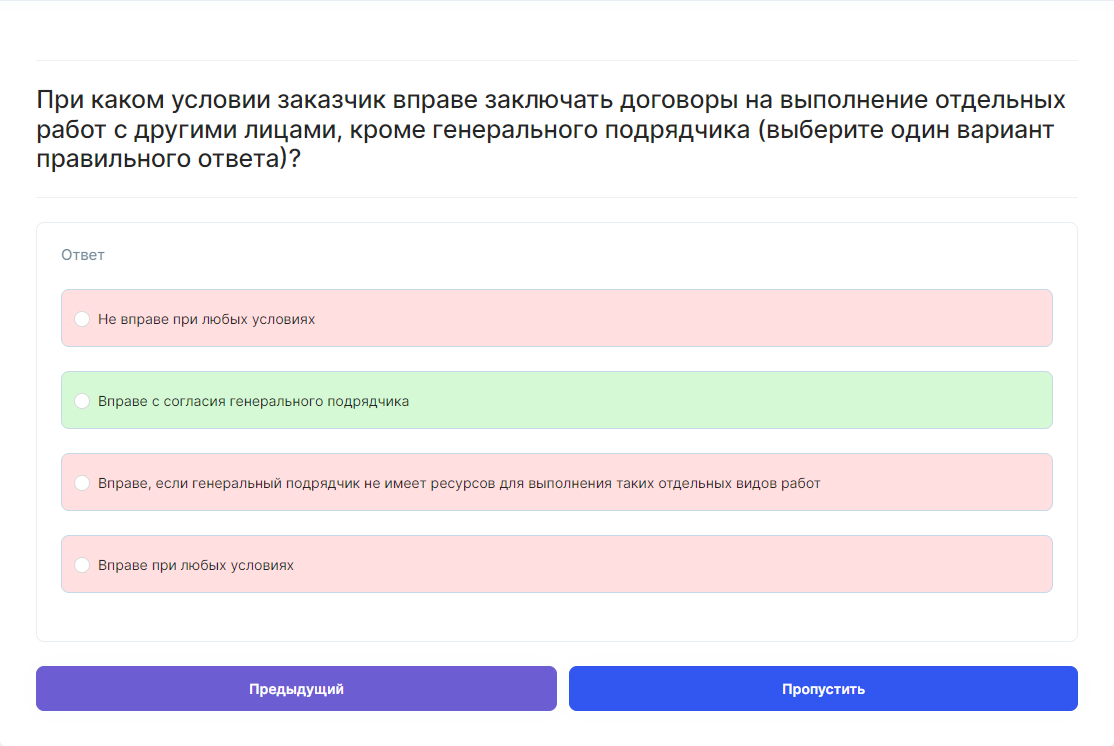 При каком условии заказчик вправе заключать договоры на выполнение отдельных
работ с другими лицами, кроме генерального подрядчика (выберите один вариант
правильного ответа)?
Ответ
Не вправе при любых условиях
Вправе с согласия генерального подрядчика
Вправе, если генеральный подрядчик не имеет ресурсов для выполнения таких отдельных видов работ
Вправе при любых условиях
Предыдущий
Пропустить